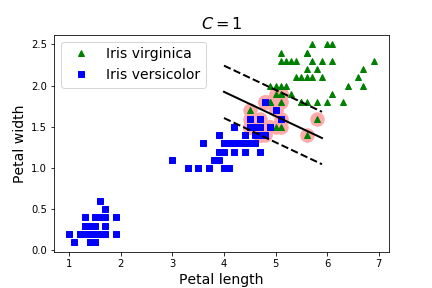 C = 1
Iris virginica
Iris versicolor
Petal width
2.5
2.0
1.5
1.0
0.5
0.0
1 2 3 4 5 6 7
Petal length